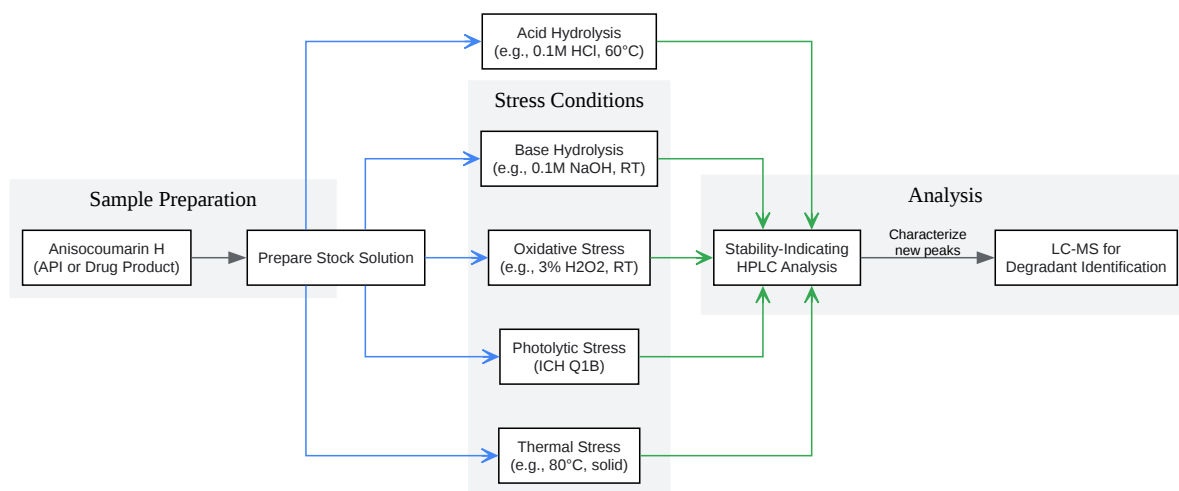 Sample Preparation
Anisocoumarin H
(API or Drug Product)
Prepare Stock Solution
Acid Hydrolysis
(e.g., 0.1M HCl, 60°C)
Stress Conditions
Base Hydrolysis
(e.g., 0.1M NaOH, RT)
Oxidative Stress
(e.g., 3% H2O2, RT)
Photolytic Stress
(ICH Q1B)
Thermal Stress
(e.g., 80°C, solid)
Analysis
Stability-Indicating
HPLC Analysis
Characterize
new peaks
LC-MS for
Degradant Identification